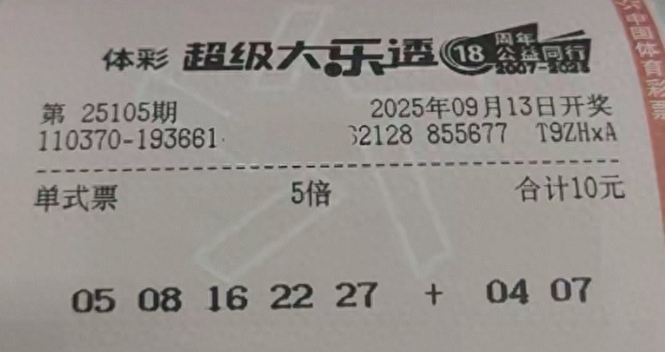 体彩 超级大乐透 18 周年 公益同行 2007-2025
中国体育彩票
第 25105期 2025年09月13日开奖
110370-193661 62128 855677 T9ZHxA
单式票 5倍 合计10元
05 08 16 22 27 + 04 07